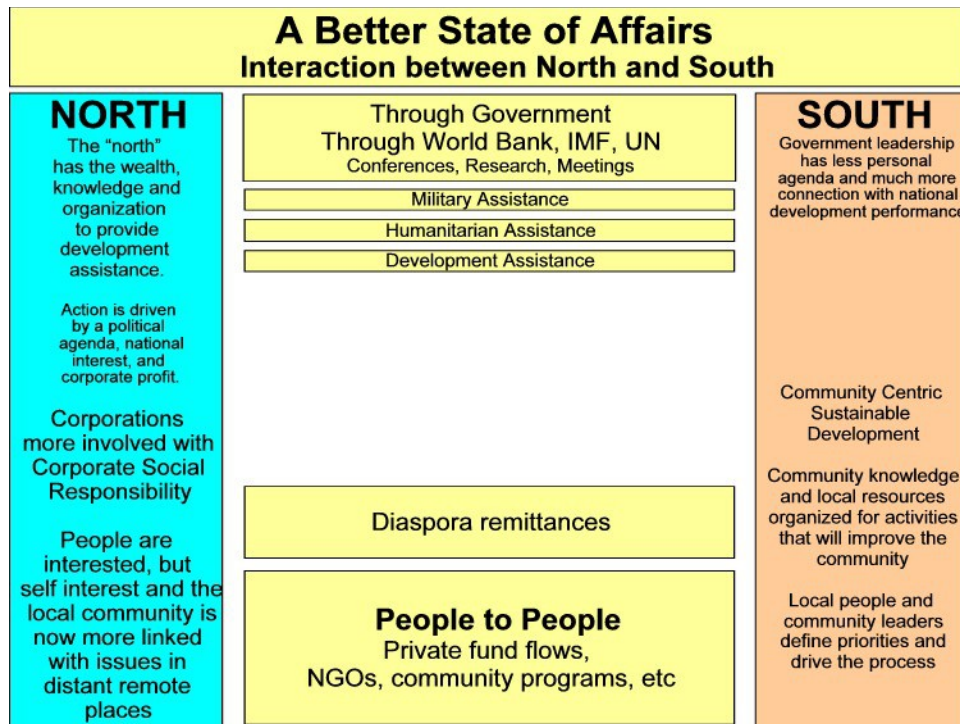 A Better State of Affairs
Interaction between North and South
NORTH
The “north”
has the wealth,
knowledge and
organization
to provide
development
assistance.
Action is driven
by a political
agenda, national
interest, and
corporate profit.
Corporations
more involved with
Corporate Social
Responsibility
People are
interested, but
self interest and the
local community is
now more linked
with issues in
distant remote
places
Through Government
Through World Bank, IMF, UN
Conferences, Research, Meetings
Military Assistance
Humanitarian Assistance
Development Assistance
Diaspora remittances
People to People
Private fund flows,
NGOs, community programs, etc
SOUTH
Government leadership
has less personal
agenda and much more
connection with national
development performance
Community Centric
Sustainable
Development
Community knowledge
and local resources
organized for activities
that will improve the
community
Local people and
community leaders
define priorities and
drive the process